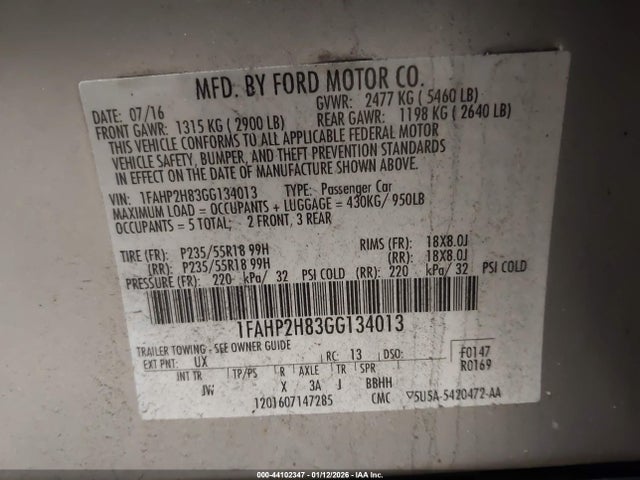 MFD. BY FORD MOTOR CO.
DATE: 07/16 GVWR: 2477 KG ( 5460 LB)
FRONT GAWR: 1315 KG ( 2900 LB) REAR GAWR: 1198 KG ( 2640 LB)
THIS VEHICLE CONFORMS TO ALL APPLICABLE FEDERAL MOTOR
VEHICLE SAFETY, BUMPER, AND THEFT PREVENTION STANDARDS
IN EFFECT ON THE DATE OF MANUFACTURE SHOWN ABOVE.
VIN: 1FAHP2H83GG134013 TYPE: Passenger Car
MAXIMUM LOAD = OCCUPANTS + LUGGAGE = 430KG/ 950LB
OCCUPANTS = 5 TOTAL; 2 FRONT, 3 REAR
TIRE (FR): P235/55R18 99H RIMS (FR): 18X8.0J
(RR): P235/55R18 99H (RR): 18X8.0J
PRESSURE (FR): 220 kPa/ 32 PSI COLD (RR): 220 kPa/ 32 PSI COLD
1FAHP2H83GG134013
TRAILER TOWING - SEE OWNER GUIDE
EXT PNT: UX RC: 13 DSO: F0147
R0169
INT TR TP/PS R AXLE TR SPR
JW X 3A J BBHH
1201607147285 CMC 5U5A-5420472-AA
000-44102347 - 01/12/2026 - IAA Inc.